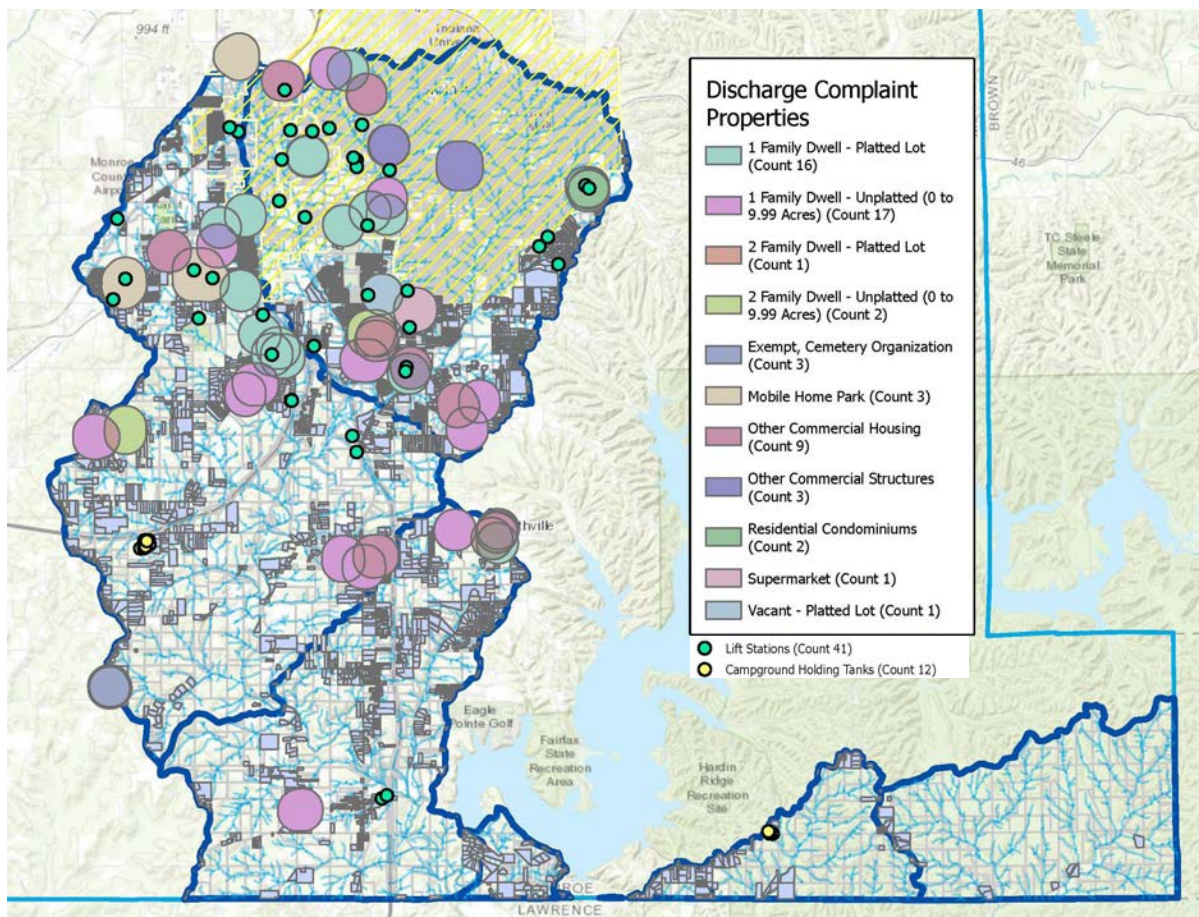 994 ft
Indiana
Univer
Monroe
County
Airport
46
BROWN
TC Steele
State
Memorial
Park
thville
Eagle
Pointe Golf
Fairfax
State
Recreation
Area
Hardin
Ridge
Recreation
Site
ROE
LAWRENCE
Discharge Complaint
Properties
1 Family Dwell - Platted Lot
(Count 16)
1 Family Dwell - Unplatted (0 to
9.99 Acres) (Count 17)
2 Family Dwell - Platted Lot
(Count 1)
2 Family Dwell - Unplatted (0 to
9.99 Acres) (Count 2)
Exempt, Cemetery Organization
(Count 3)
Mobile Home Park (Count 3)
Other Commercial Housing
(Count 9)
Other Commercial Structures
(Count 3)
Residential Condominiums
(Count 2)
Supermarket (Count 1)
Vacant - Platted Lot (Count 1)
Lift Stations (Count 41)
Campground Holding Tanks (Count 12)